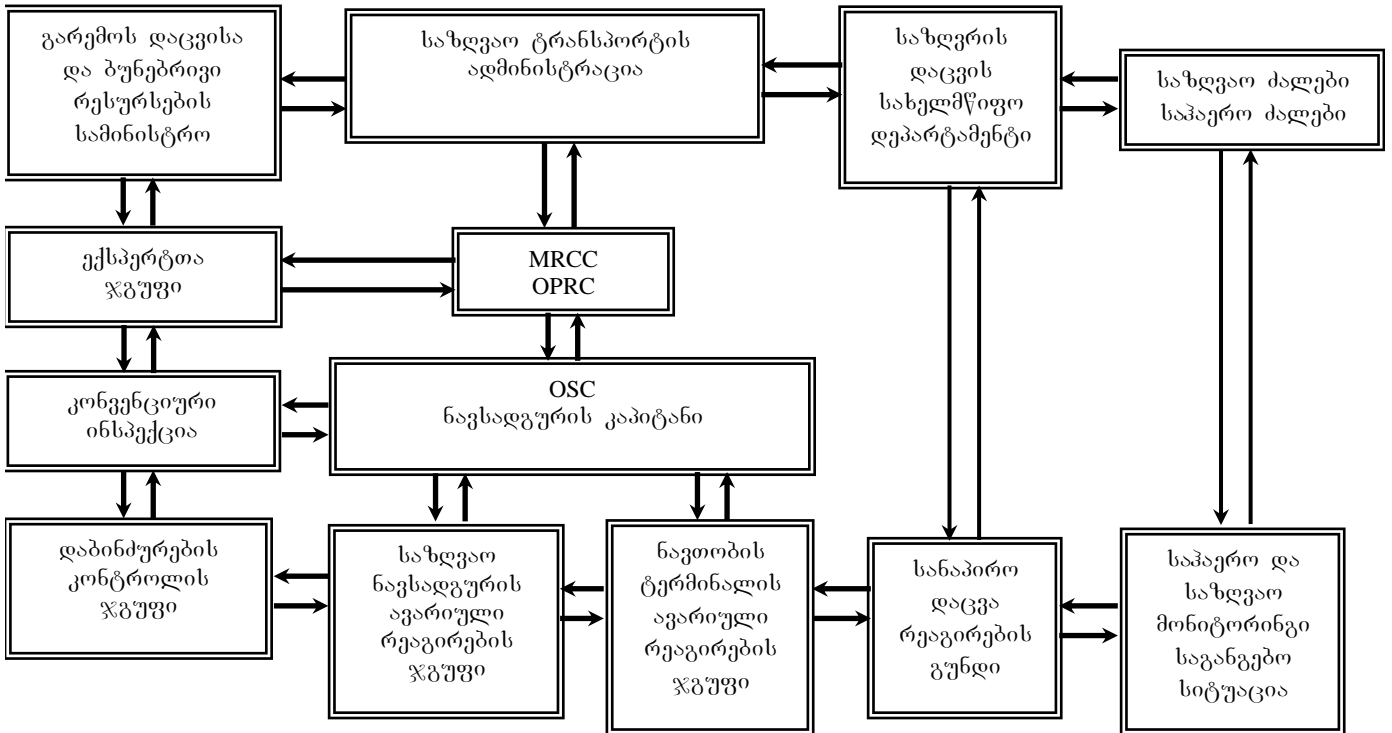 გარემოს დაცვისა
და ბუნებრივი
რესურსების
სამინისტრო
საზღვაო ტრანსპორტის
ადმინისტრაცია
საზღვრის
დაცვის
სახელმწიფო
დეპარტამენტი
საზღვაო ძალები
საჰაერო ძალები
ექსპერტთა
ჯგუფი
MRCC
OPRC
კონვენციური
ინსპექცია
OSC
ნავსადგურის კაპიტანი
დაბინძურების
კონტროლის
ჯგუფი
საზღვაო
ნავსადგურის
ავარიული
რეაგირების
ჯგუფი
ნავთობის
ტერმინალის
ავარიული
რეაგირების
ჯგუფი
სანაპირო
დაცვა
რეაგირების
გუნდი
საჰაერო და
საზღვაო
მონიტორინგი
საგანგებო
სიტუაცია